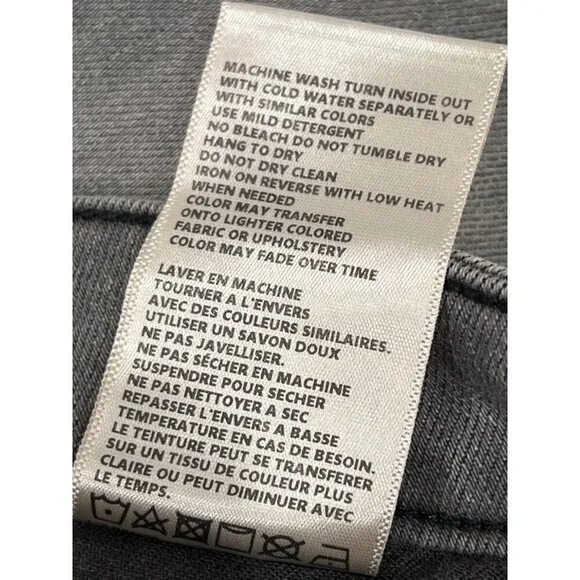 MACHINE WASH TURN INSIDE OUT
WITH COLD WATER SEPARATELY OR
WITH SIMILAR COLORS
USE MILD DETERGENT
NO BLEACH DO NOT TUMBLE DRY
HANG TO DRY
DO NOT DRY CLEAN
IRON ON REVERSE WITH LOW HEAT
WHEN NEEDED
COLOR MAY TRANSFER
ONTO LIGHTER COLORED
FABRIC OR UPHOLSTERY
COLOR MAY FADE OVER TIME
LAVER EN MACHINE
TOURNER A L'ENVERS
AVEC DES COULEURS SIMILAIRES.
UTILISER UN SAVON DOUX
NE PAS JAVELLISER.
NE PAS SÉCHER EN MACHINE
SUSPENDRE POUR SECHER
NE PAS NETTOYER A SEC
REPASSER L'ENVERS A BASSE
TEMPERATURE EN CAS DE BESOIN.
LE TEINTURE PEUT SE TRANSFERER
SUR UN TISSU DE COULEUR PLUS
CLAIRE OU PEUT DIMINUER AVEC
LE TEMPS.